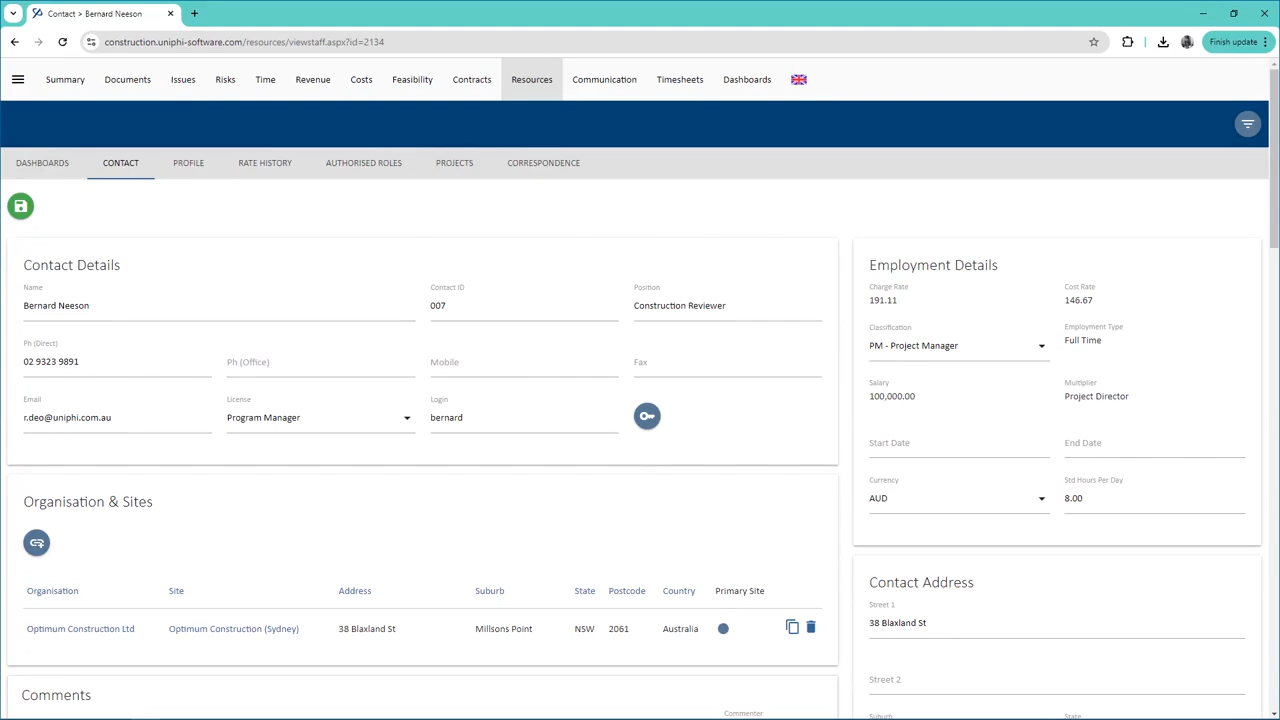 Contact > Bernard Neeson
construction.uniphi-software.com/resources/viewstaff.aspx?id=2134
Finish update
Summary Documents Issues Risks Time Revenue Costs Feasibility Contracts Resources Communication Timesheets Dashboards
DASHBOARDS CONTACT PROFILE RATE HISTORY AUTHORISED ROLES PROJECTS CORRESPONDENCE
Contact Details
Name Contact ID Position
Bernard Neeson 007 Construction Reviewer
Ph (Direct)
02 9323 9891 Ph (Office) Mobile Fax
Email License Login
r.deo@uniphi.com.au Program Manager bernard
Organisation & Sites
Organisation Site Address Suburb State Postcode Country Primary Site
Optimum Construction Ltd Optimum Construction (Sydney) 38 Blaxland St Millsons Point NSW 2061 Australia
Comments
Commenter
Employment Details
Charge Rate Cost Rate
191.11 146.67
Classification Employment Type
PM - Project Manager Full Time
Salary Multiplier
100,000.00 Project Director
Start Date End Date
Currency Std Hours Per Day
AUD 8.00
Contact Address
Street 1
38 Blaxland St
Street 2
Suburb State